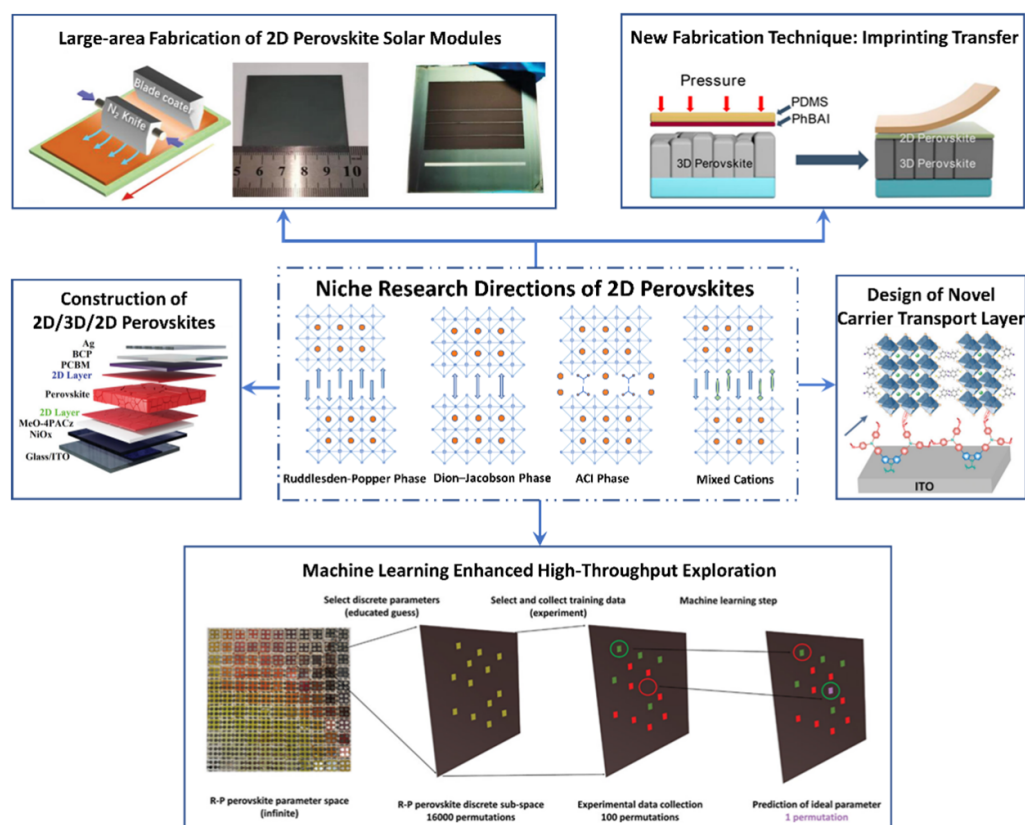 Large-area Fabrication of 2D Perovskite Solar Modules
Blade coater
N2 Knife
5 6 7 8 9 10
New Fabrication Technique: Imprinting Transfer
Pressure
PDMS
PhBAI
3D Perovskite
2D Perovskite
3D Perovskite
Construction of
2D/3D/2D Perovskites
Ag
BCP
PCBM
2D Layer
Perovskite
2D Layer
MeO-4PACz
NiOx
Glass/ITO
Niche Research Directions of 2D Perovskites
Ruddlesden-Popper Phase
Dion–Jacobson Phase
ACI Phase
Mixed Cations
Design of Novel
Carrier Transport Layer
ITO
Machine Learning Enhanced High-Throughput Exploration
Select discrete parameters
(educated guess)
Select and collect training data
(experiment)
Machine learning step
R-P perovskite parameter space
(infinite)
R-P perovskite discrete sub-space
16000 permutations
Experimental data collection
100 permutations
Prediction of ideal parameter
1 permutation